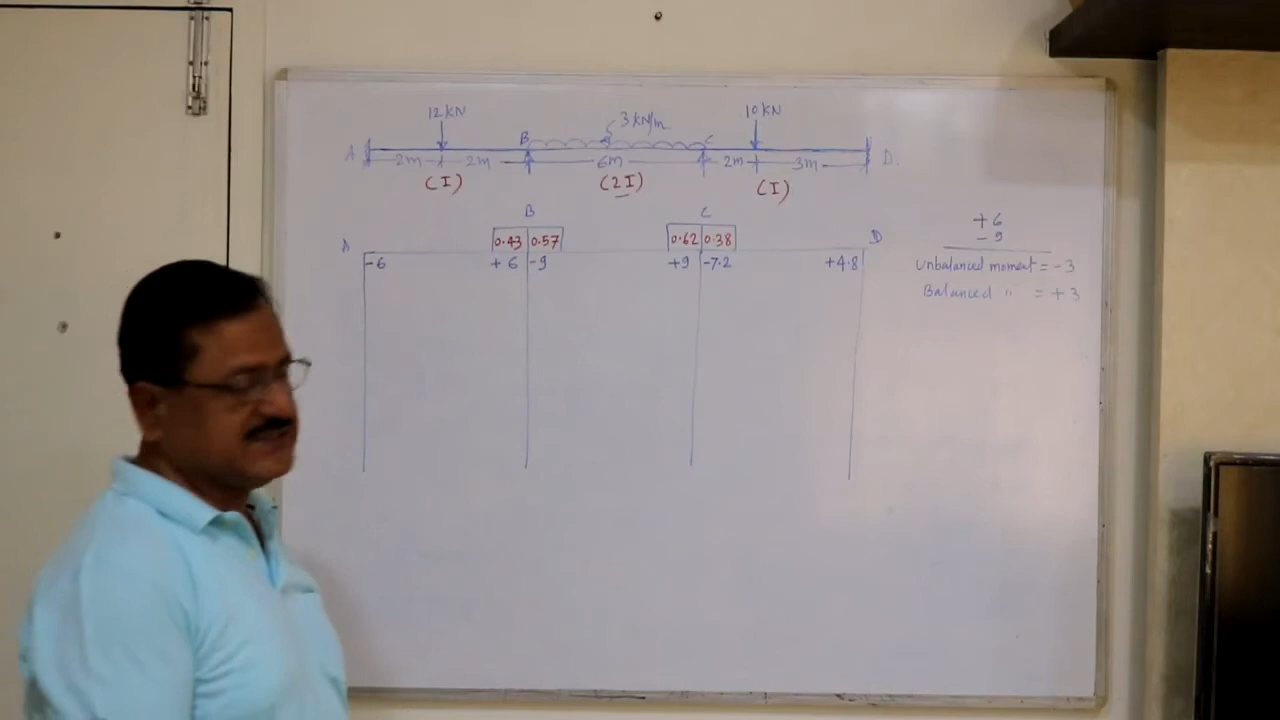 12 kN 3 kN/m 10 KN
A B C D.
2m 2m 6m 2m 3m
(I) (2I) (I)
B C
A 0.43 0.57 0.62 0.38 D
-6 +6 -9 +9 -7.2 +4.8
+6
-9
Unbalanced moment = -3
Balanced " = +3